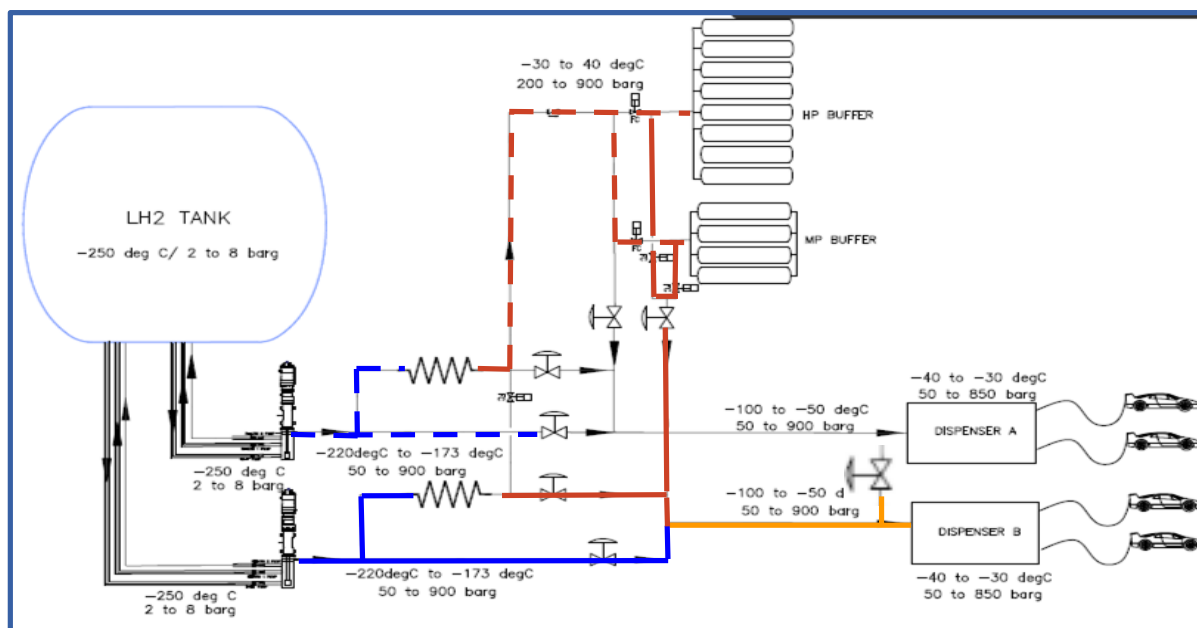 -30 to 40 degC
200 to 900 barg
HP BUFFER
FC
LH2 TANK
-250 deg C/ 2 to 8 barg
MP BUFFER
FC
-40 to -30 degC
50 to 850 barg
-100 to -50 degC
50 to 900 barg
DISPENSER A
-220degC to -173 degC
50 to 900 barg
-250 deg C
2 to 8 barg
-100 to -50 d
50 to 900 barg
DISPENSER B
-220degC to -173 degC
50 to 900 barg
-40 to -30 degC
50 to 850 barg
-250 deg C
2 to 8 barg